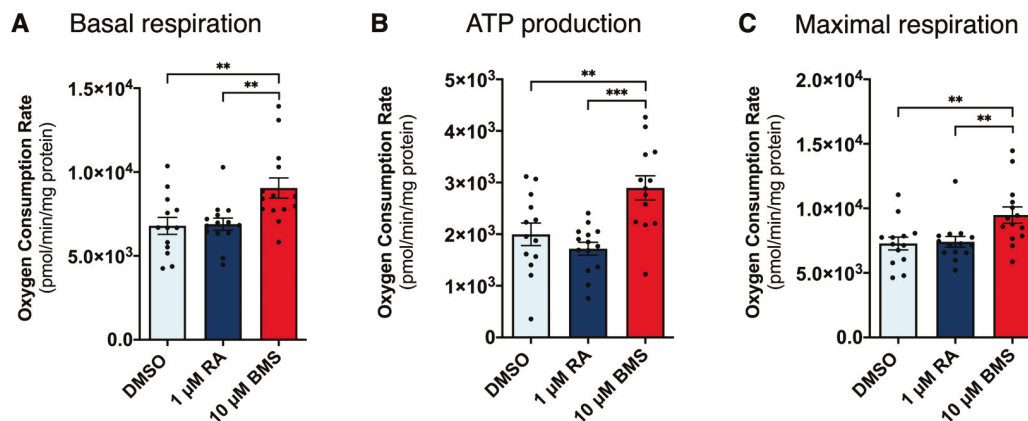 A Basal respiration
Oxygen Consumption Rate
(pmol/min/mg protein)
1.5×10⁴
1.0×10⁴
5.0×10³
0.0
**
**
DMSO
1 µM RA
10 µM BMS
B ATP production
Oxygen Consumption Rate
(pmol/min/mg protein)
5×10³
4×10³
3×10³
2×10³
1×10³
0
**
***
DMSO
1 µM RA
10 µM BMS
C Maximal respiration
Oxygen Consumption Rate
(pmol/min/mg protein)
2.0×10⁴
1.5×10⁴
1.0×10⁴
5.0×10³
0.0
**
**
DMSO
1 µM RA
10 µM BMS